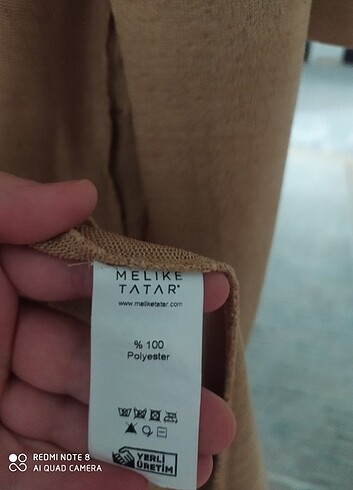 MELIKE
TATAR®
www.meliketatar.com
% 100
Polyester
YERLİ
ÜRETİM
REDMI NOTE 8
AI QUAD CAMERA